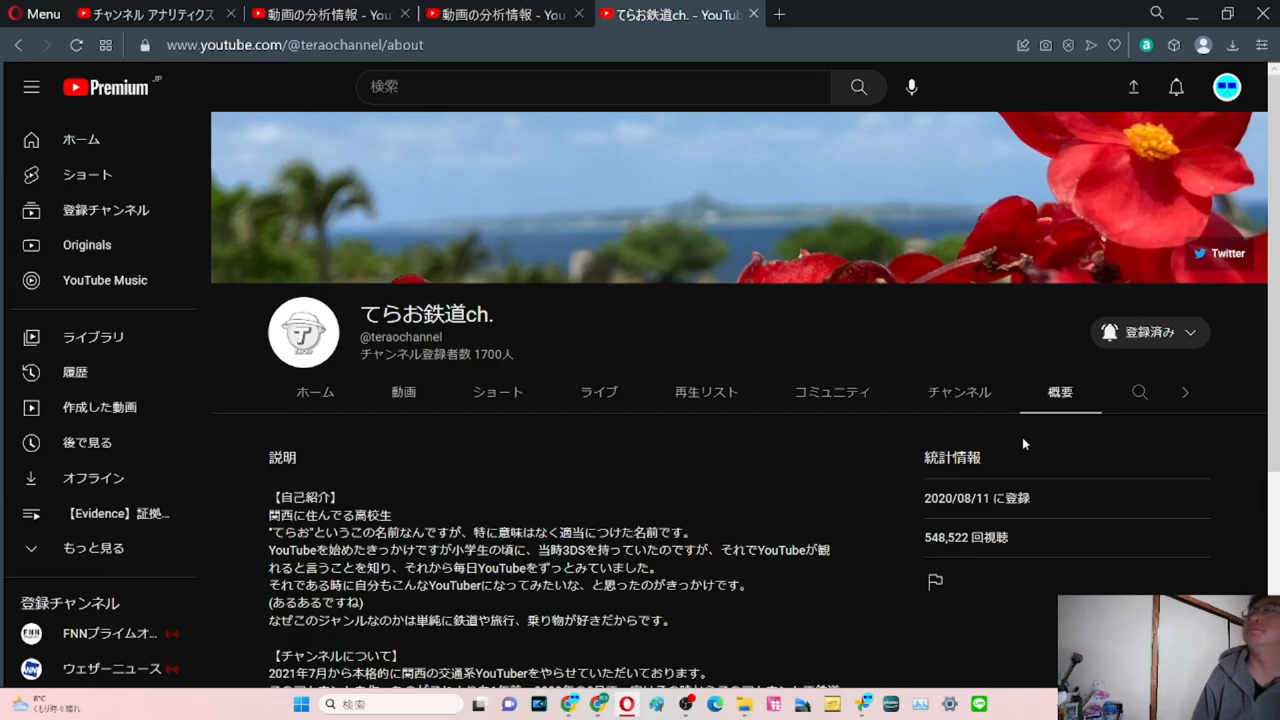 Menu
チャンネル アナリティクス
動画の分析情報 - You
動画の分析情報 - You
てらお鉄道ch. - YouTub
www.youtube.com/@teraochannel/about
Premium JP
検索
ホーム
ショート
登録チャンネル
Originals
YouTube Music
ライブラリ
履歴
作成した動画
後で見る
オフライン
【Evidence】証拠...
もっと見る
登録チャンネル
FNNプライムオ...
ウェザーニュース
Twitter
てらお鉄道ch.
@teraochannel
チャンネル登録者数 1700人
登録済み
ホーム
動画
ショート
ライブ
再生リスト
コミュニティ
チャンネル
概要
説明
【自己紹介】
関西に住んでる高校生
"てらお"というこの名前なんですが、特に意味はなく適当につけた名前です。
YouTubeを始めたきっかけですが小学生の頃に、当時3DSを持っていたのですが、それでYouTubeが観
れると言うことを知り、それから毎日YouTubeをずっとみていました。
それである時に自分もこんなYouTuberになってみたいな、と思ったのがきっかけです。
(あるあるですね)
なぜこのジャンルなのかは単純に鉄道や旅行、乗り物が好きだからです。
【チャンネルについて】
2021年7月から本格的に関西の交通系YouTuberをやらせていただいております。
統計情報
2020/08/11 に登録
548,522 回視聴
8°C
くもり時々晴れ
検索